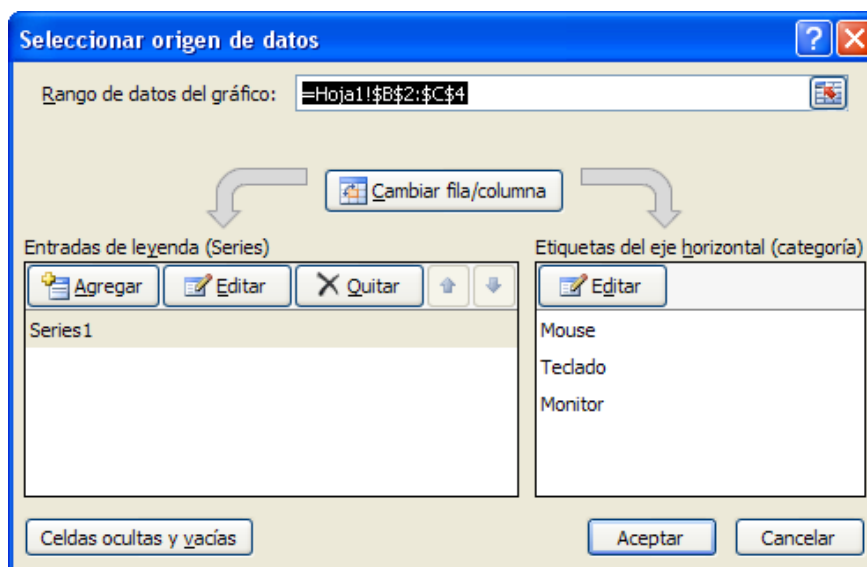 Seleccionar origen de datos
Rango de datos del gráfico: =Hoja1!$B$2:$C$4
Cambiar fila/columna
Entradas de leyenda (Series)
Agregar Editar Quitar
Series1
Etiquetas del eje horizontal (categoría)
Editar
Mouse
Teclado
Monitor
Celdas ocultas y vacías Aceptar Cancelar